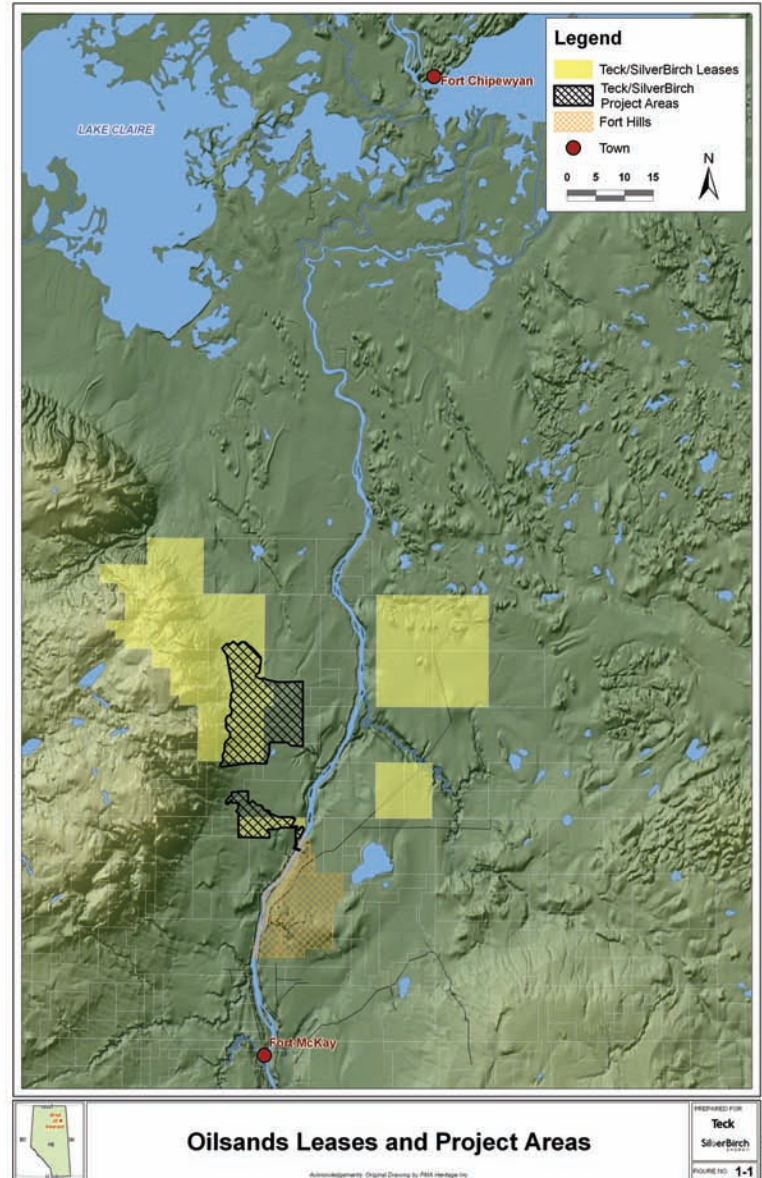 Legend
Teck/SilverBirch Leases
Teck/SilverBirch
Project Areas
Fort Hills
Town
0 5 10 15
N
Fort Chipewyan
LAKE CLAIRE
Fort McKay
Oilsands Leases and Project Areas
Acknowledgements: Original Drawing by FMA Heritage Inc.
PREPARED FOR
Teck
SilverBirch
ENERGY
FIGURE NO. 1-1